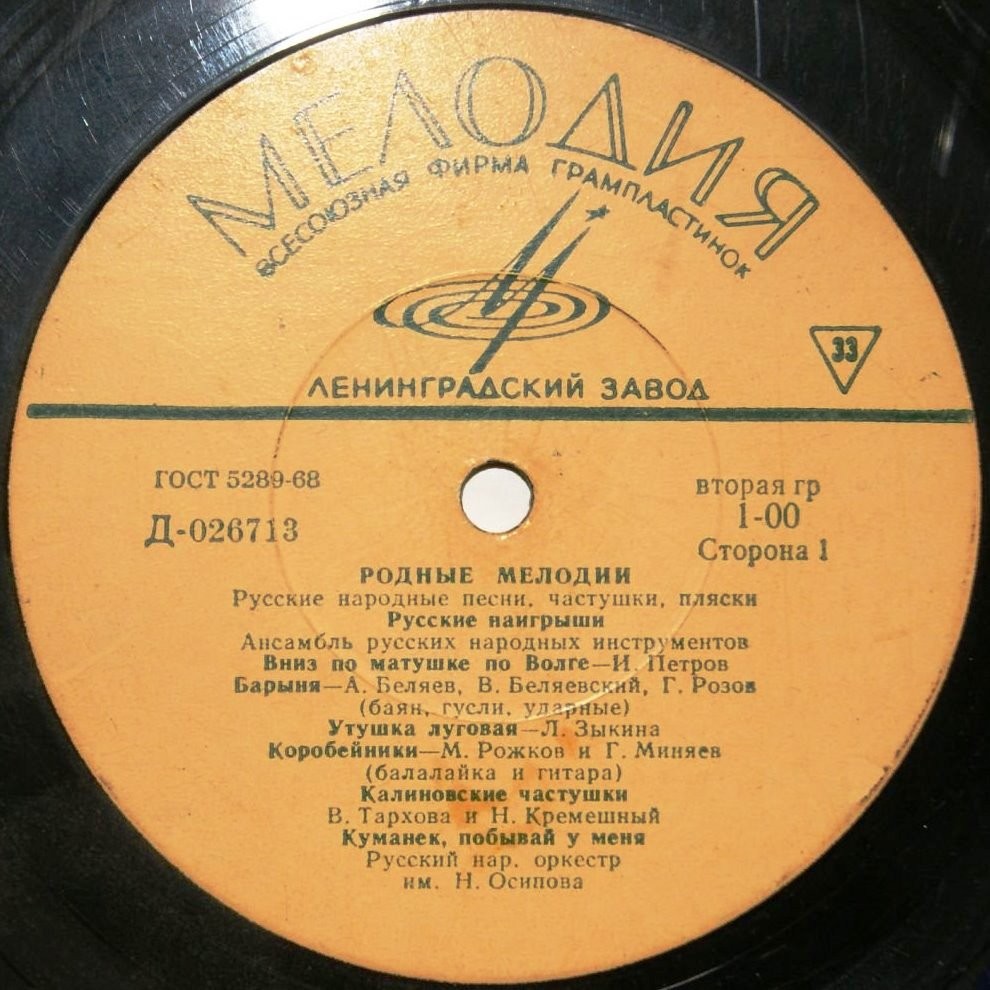 МЕЛОДИЯ
ВСЕСОЮЗНАЯ ФИРМА ГРАМПЛАСТИНОК
33
ЛЕНИНГРАДСКИЙ ЗАВОД
ГОСТ 5289-68
Д-026713
вторая гр
1-00
Сторона 1
РОДНЫЕ МЕЛОДИИ
Русские народные песни, частушки, пляски
Русские наигрыши
Ансамбль русских народных инструментов
Вниз по матушке по Волге—И. Петров
Барыня—А. Беляев, В. Беляевский, Г. Розов
(баян, гусли, ударные)
Утушка луговая—Л. Зыкина
Коробейники—М. Рожков и Г. Миняев
(балалайка и гитара)
Калиновские частушки
В. Тархова и Н. Кремешный
Куманек, побывай у меня
Русский нар. оркестр
им. Н. Осипова